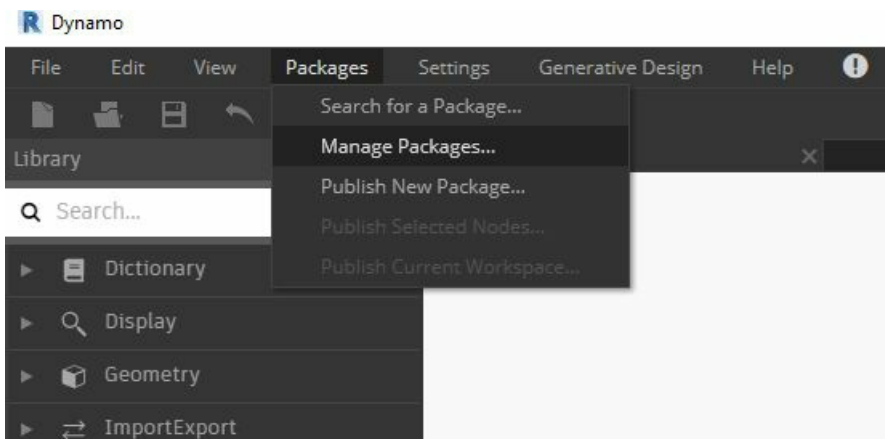 R Dynamo
File Edit View Packages Settings Generative Design Help
Search for a Package...
Library
Manage Packages...
Search...
Publish New Package...
Publish Selected Nodes...
Dictionary
Publish Current Workspace...
Display
Geometry
ImportExport